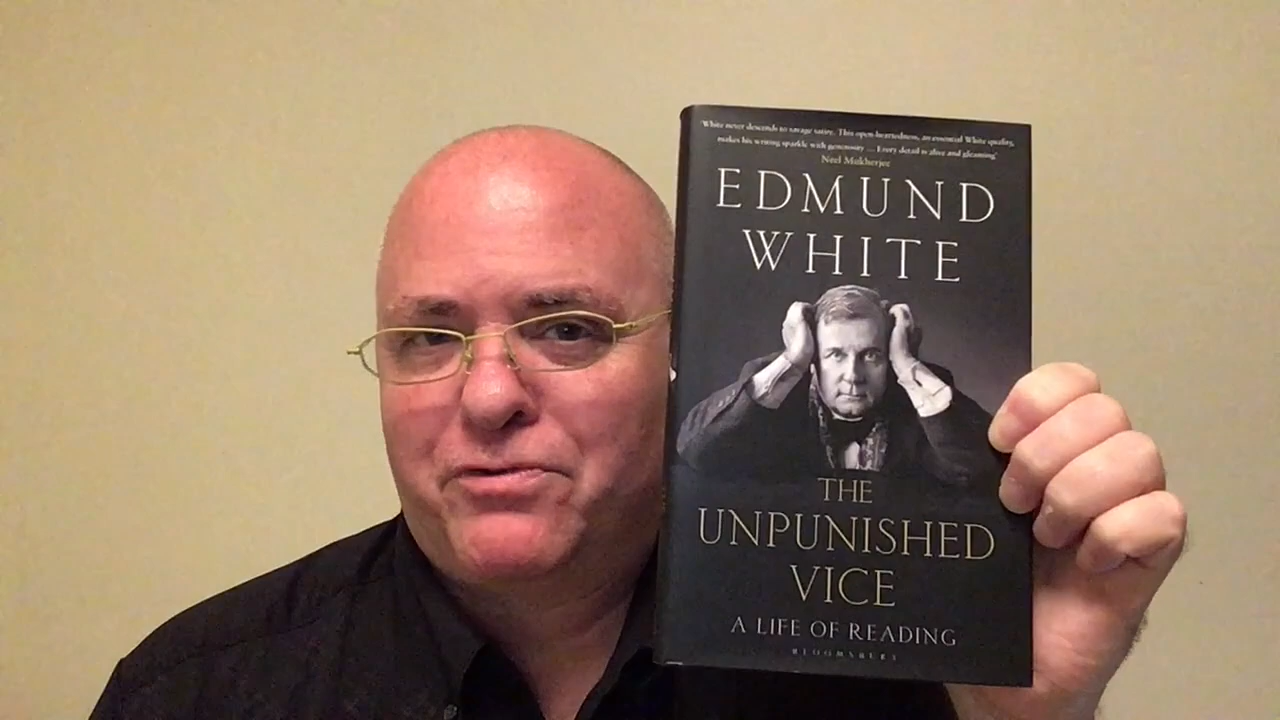 'White never descends to savage satire. This open-heartedness, an essential White quality,
makes his writing sparkle with generosity ... Every detail is alive and gleaming'
Neel Mukherjee
EDMUND
WHITE
THE
UNPUNISHED
VICE
A LIFE OF READING
BLOOMSBURY